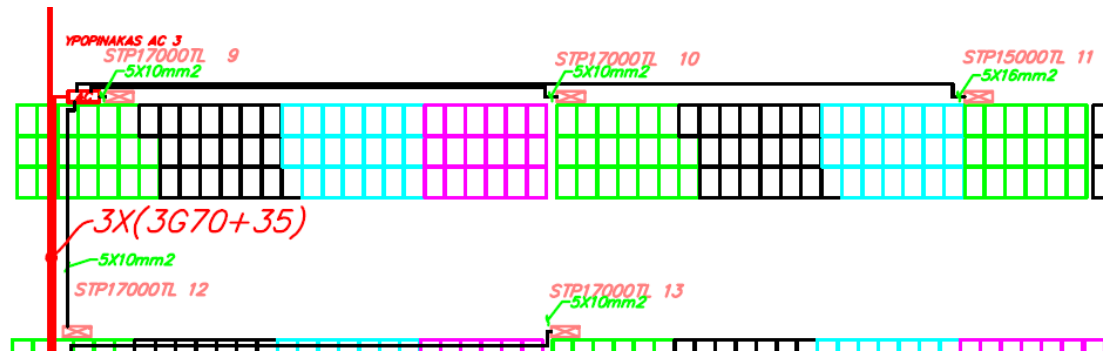 YPOPINAKAS AC 3
STP17000TL 9
5X10mm2
STP17000TL 10
5X10mm2
STP15000TL 11
5X16mm2
3X(3G70+35)
5X10mm2
STP17000TL 12
STP17000TL 13
5X10mm2